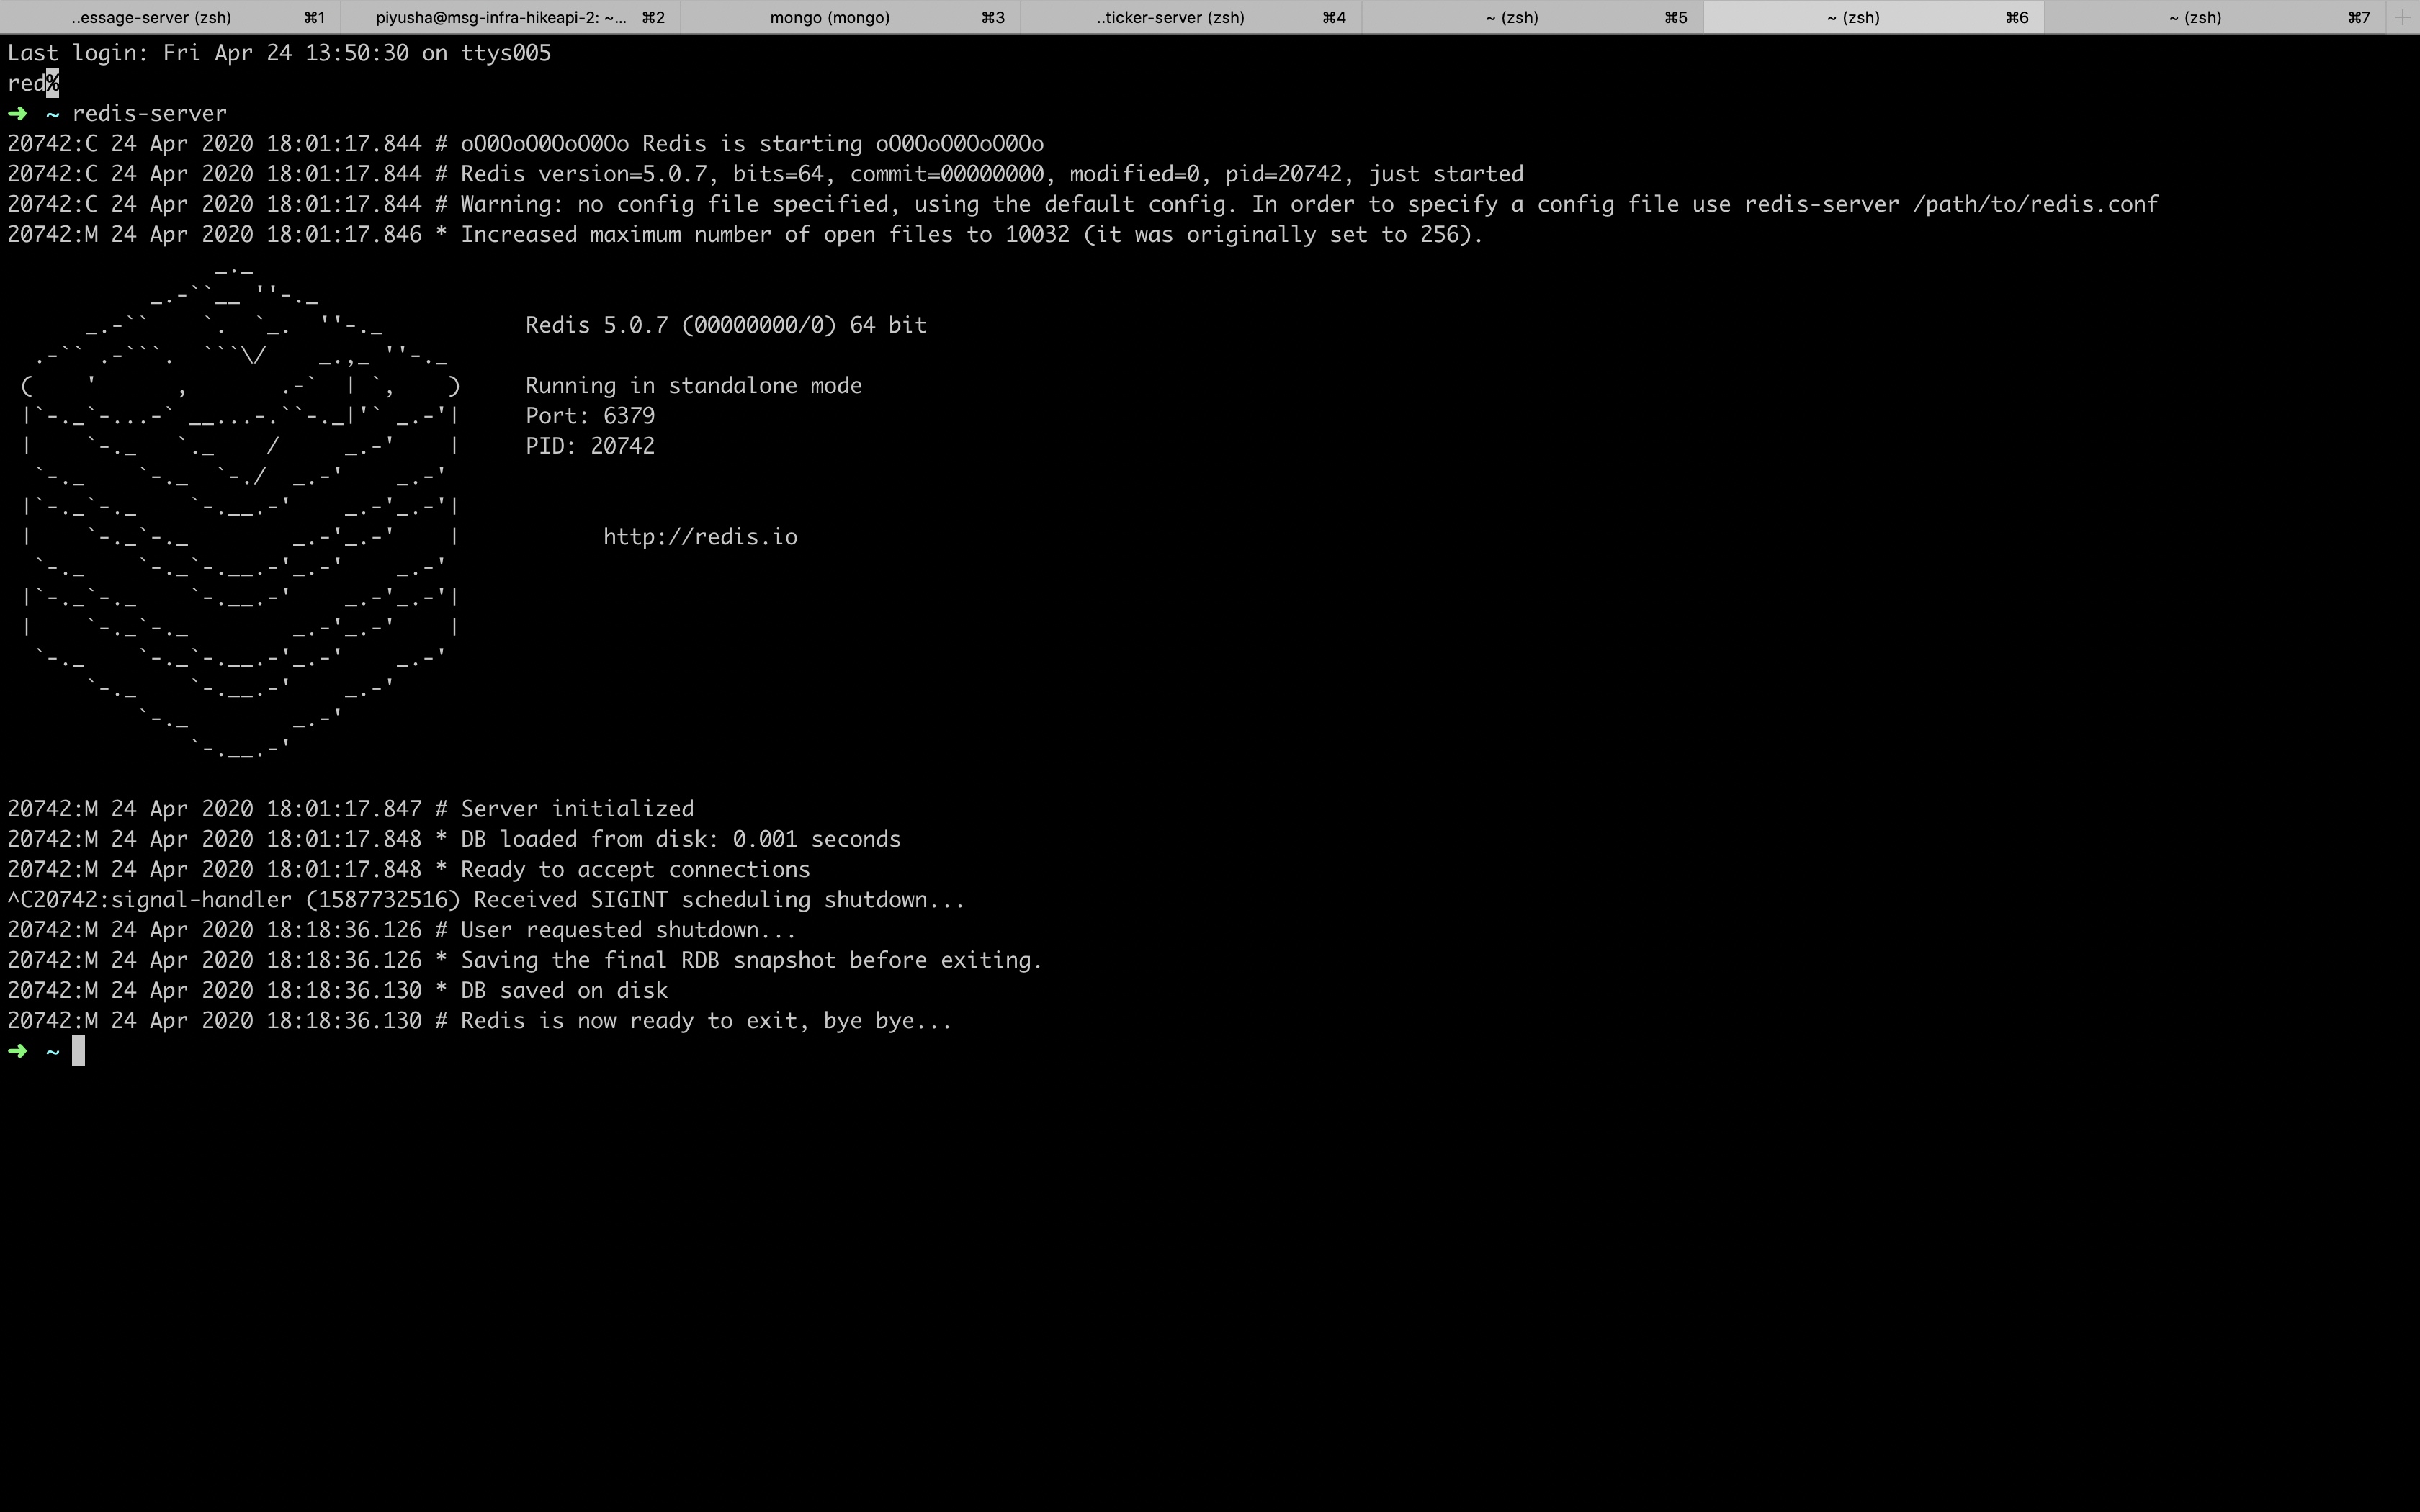 ..essage-server (zsh) ⌘1 piyusha@msg-infra-hikeapi-2: ~... ⌘2 mongo (mongo) ⌘3 ..ticker-server (zsh) ⌘4 ~ (zsh) ⌘5 ~ (zsh) ⌘6 ~ (zsh) ⌘7
Last login: Fri Apr 24 13:50:30 on ttys005
red%
➜ ~ redis-server
20742:C 24 Apr 2020 18:01:17.844 # oO0OoO0OoO0Oo Redis is starting oO0OoO0OoO0Oo
20742:C 24 Apr 2020 18:01:17.844 # Redis version=5.0.7, bits=64, commit=00000000, modified=0, pid=20742, just started
20742:C 24 Apr 2020 18:01:17.844 # Warning: no config file specified, using the default config. In order to specify a config file use redis-server /path/to/redis.conf
20742:M 24 Apr 2020 18:01:17.846 * Increased maximum number of open files to 10032 (it was originally set to 256).
Redis 5.0.7 (00000000/0) 64 bit
Running in standalone mode
Port: 6379
PID: 20742
http://redis.io
20742:M 24 Apr 2020 18:01:17.847 # Server initialized
20742:M 24 Apr 2020 18:01:17.848 * DB loaded from disk: 0.001 seconds
20742:M 24 Apr 2020 18:01:17.848 * Ready to accept connections
^C20742:signal-handler (1587732516) Received SIGINT scheduling shutdown...
20742:M 24 Apr 2020 18:18:36.126 # User requested shutdown...
20742:M 24 Apr 2020 18:18:36.126 * Saving the final RDB snapshot before exiting.
20742:M 24 Apr 2020 18:18:36.130 * DB saved on disk
20742:M 24 Apr 2020 18:18:36.130 # Redis is now ready to exit, bye bye...
➜ ~